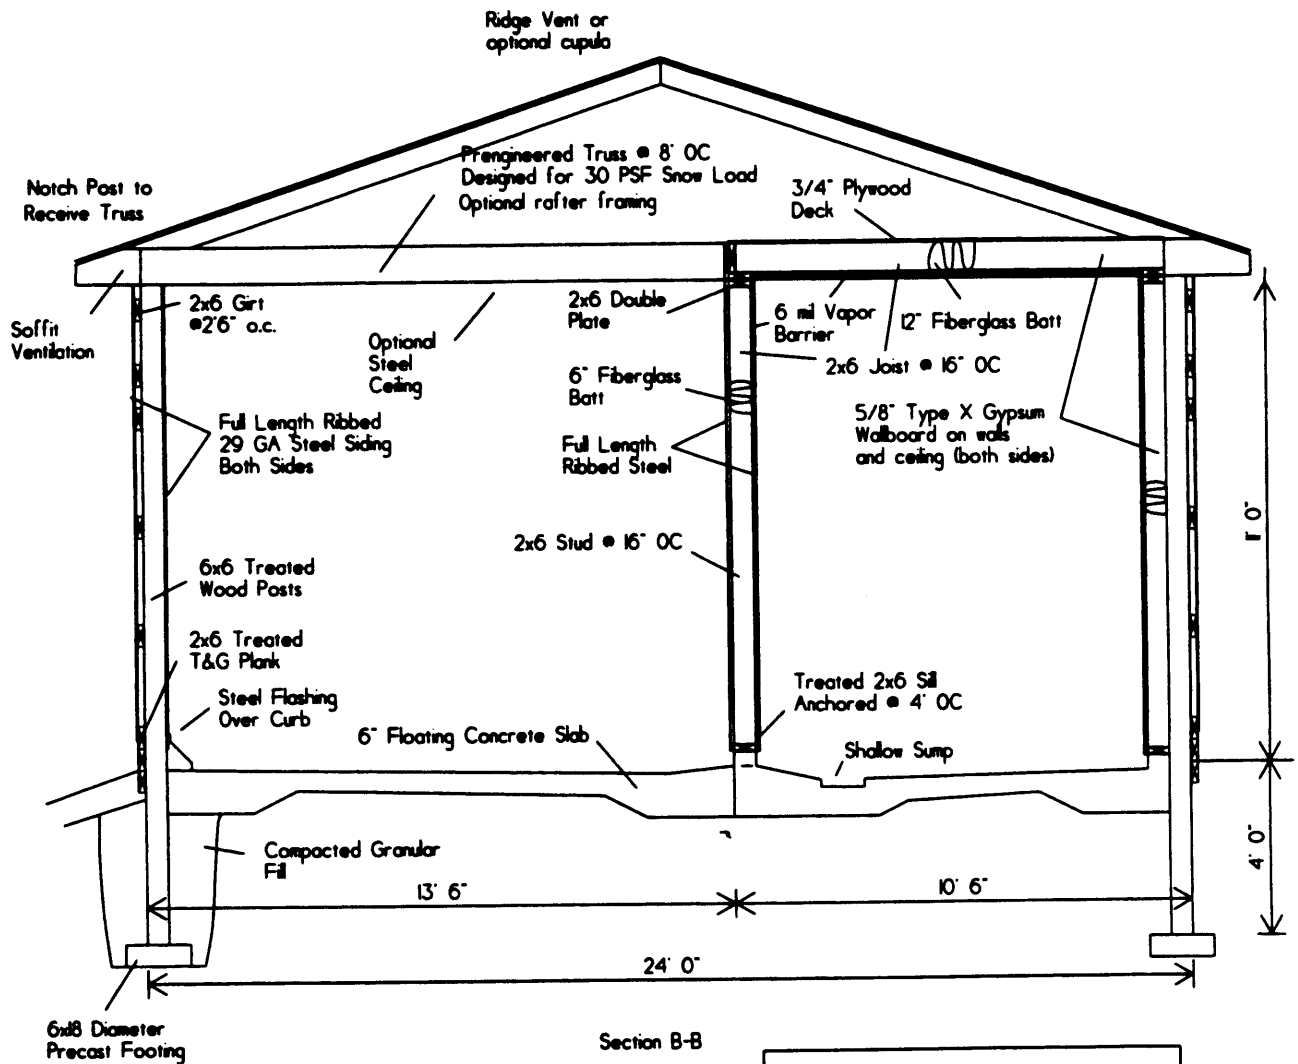 Ridge Vent or
optional cupula
Prengineered Truss @ 8' OC
Designed for 30 PSF Snow Load
Optional rafter framing
Notch Post to
Receive Truss
3/4" Plywood
Deck
Soffit
Ventilation
2x6 Girt
@2'6" o.c.
Optional
Steel
Ceiling
2x6 Double
Plate
6 mil Vapor
Barrier
12" Fiberglass Batt
2x6 Joist @ 16" OC
6" Fiberglass
Batt
Full Length Ribbed
29 GA Steel Siding
Both Sides
Full Length
Ribbed Steel
5/8" Type X Gypsum
Wallboard on walls
and ceiling (both sides)
2x6 Stud @ 16" OC
11' 0"
6x6 Treated
Wood Posts
2x6 Treated
T&G Plank
Steel Flashing
Over Curb
Treated 2x6 Sill
Anchored @ 4' OC
6" Floating Concrete Slab
Shallow Sump
Compacted Granular
Fill
4' 0"
13' 6"
10' 6"
24' 0"
6x18 Diameter
Precast Footing
Section B-B